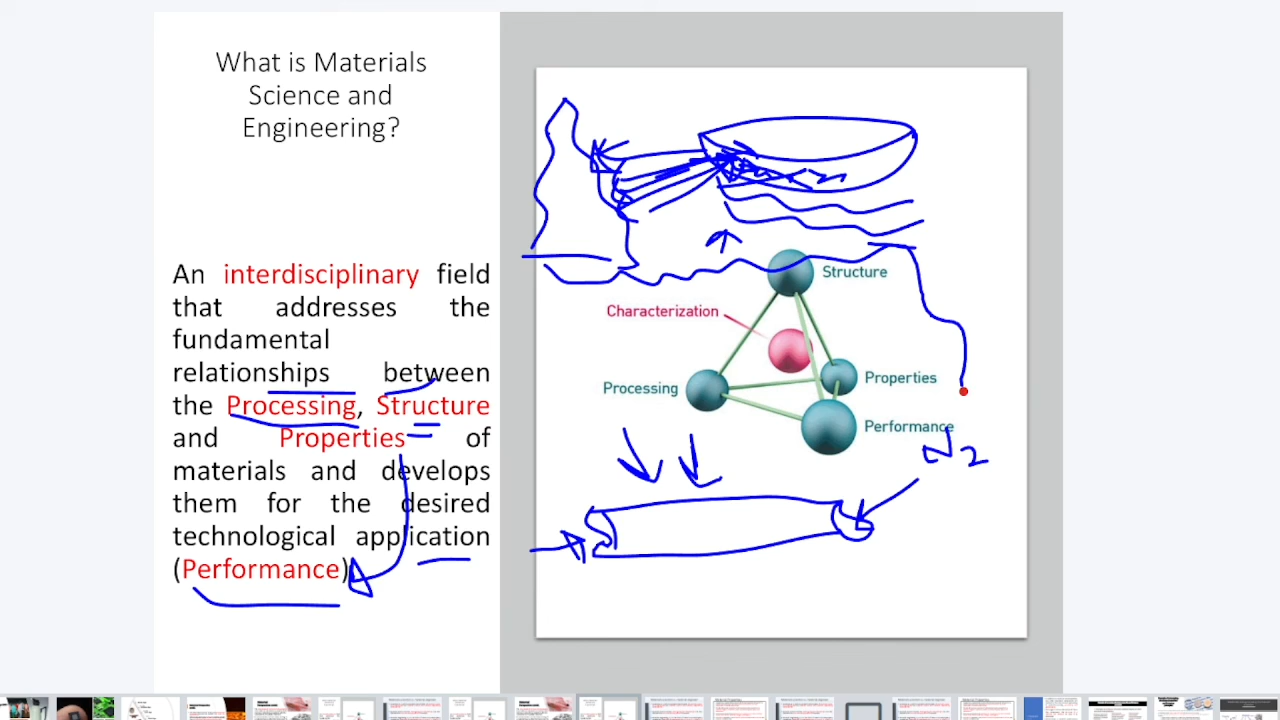 What is Materials
Science and
Engineering?
An interdisciplinary field
that addresses the
fundamental
relationships between
the Processing, Structure
and Properties of
materials and develops
them for the desired
technological application
(Performance)
Structure
Characterization
Properties
Processing
Performance
N2